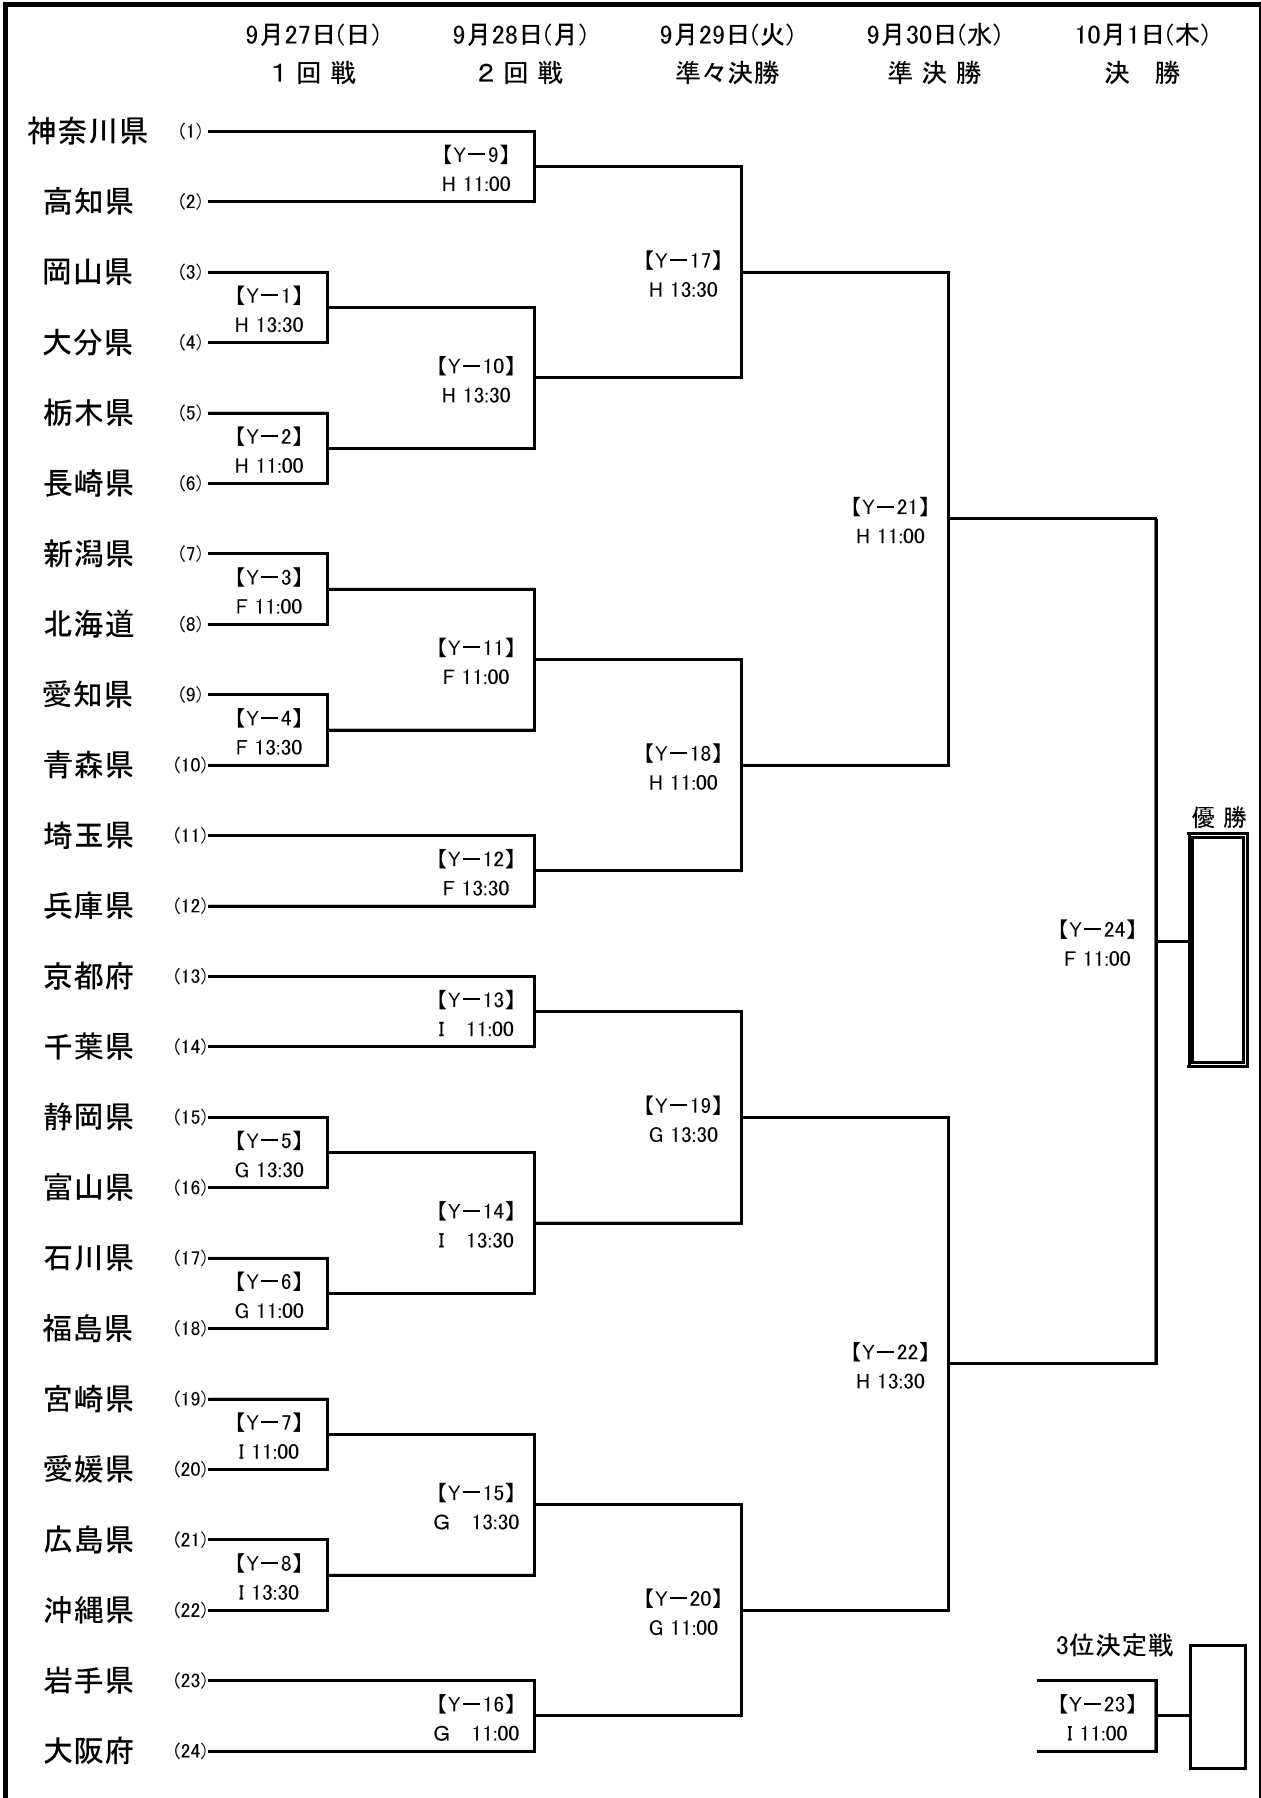 9月27日(日) 9月28日(月) 9月29日(火) 9月30日(水) 10月1日(木)
１ 回 戦 ２ 回 戦 準々決勝 準 決 勝 決 勝
神奈川県 (1)
【Y－9】
H 11:00
高知県 (2)
【Y－17】
H 13:30
岡山県 (3)
【Y－1】
H 13:30
大分県 (4)
【Y－10】
H 13:30
栃木県 (5)
【Y－2】
H 11:00
長崎県 (6)
【Y－21】
H 11:00
新潟県 (7)
【Y－3】
F 11:00
北海道 (8)
【Y－11】
F 11:00
愛知県 (9)
【Y－4】
F 13:30
青森県 (10)
【Y－18】
H 11:00
埼玉県 (11)
【Y－12】
F 13:30
兵庫県 (12)
優 勝
【Y－24】
F 11:00
京都府 (13)
【Y－13】
I 11:00
千葉県 (14)
【Y－19】
G 13:30
静岡県 (15)
【Y－5】
G 13:30
富山県 (16)
【Y－14】
I 13:30
石川県 (17)
【Y－6】
G 11:00
福島県 (18)
【Y－22】
H 13:30
宮崎県 (19)
【Y－7】
I 11:00
愛媛県 (20)
【Y－15】
G 13:30
広島県 (21)
【Y－8】
I 13:30
沖縄県 (22)
【Y－20】
G 11:00
岩手県 (23)
【Y－16】
G 11:00
大阪府 (24)
3位決定戦
【Y－23】
I 11:00